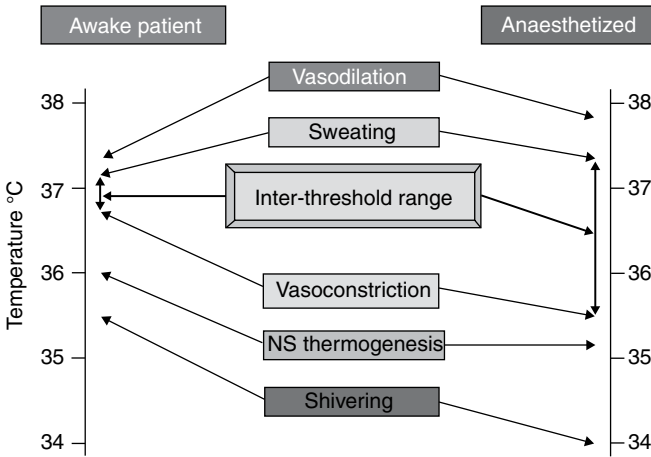 Awake patient
Anaesthetized
Vasodilation
38
38
Sweating
37
37
Inter-threshold range
Temperature °C
36
36
Vasoconstriction
NS thermogenesis
35
35
Shivering
34
34